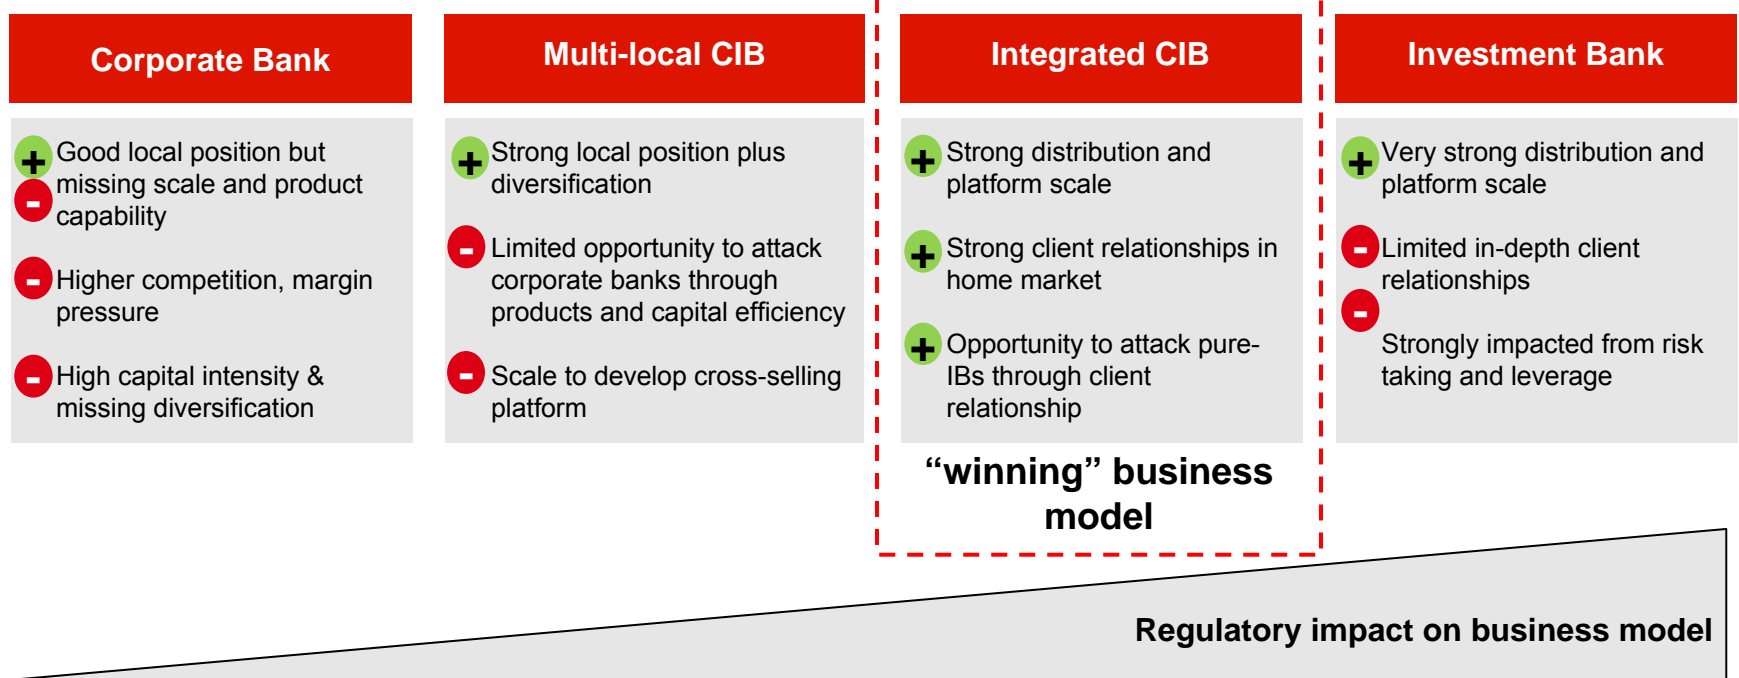 Corporate Bank
+
-
Good local position but
missing scale and product
capability
-
Higher competition, margin
pressure
-
High capital intensity &
missing diversification
Multi-local CIB
+
Strong local position plus
diversification
-
Limited opportunity to attack
corporate banks through
products and capital efficiency
-
Scale to develop cross-selling
platform
Integrated CIB
+
Strong distribution and
platform scale
+
Strong client relationships in
home market
+
Opportunity to attack pure-
IBs through client
relationship
“winning” business
model
Investment Bank
+
Very strong distribution and
platform scale
-
Limited in-depth client
relationships
-
Strongly impacted from risk
taking and leverage
Regulatory impact on business model